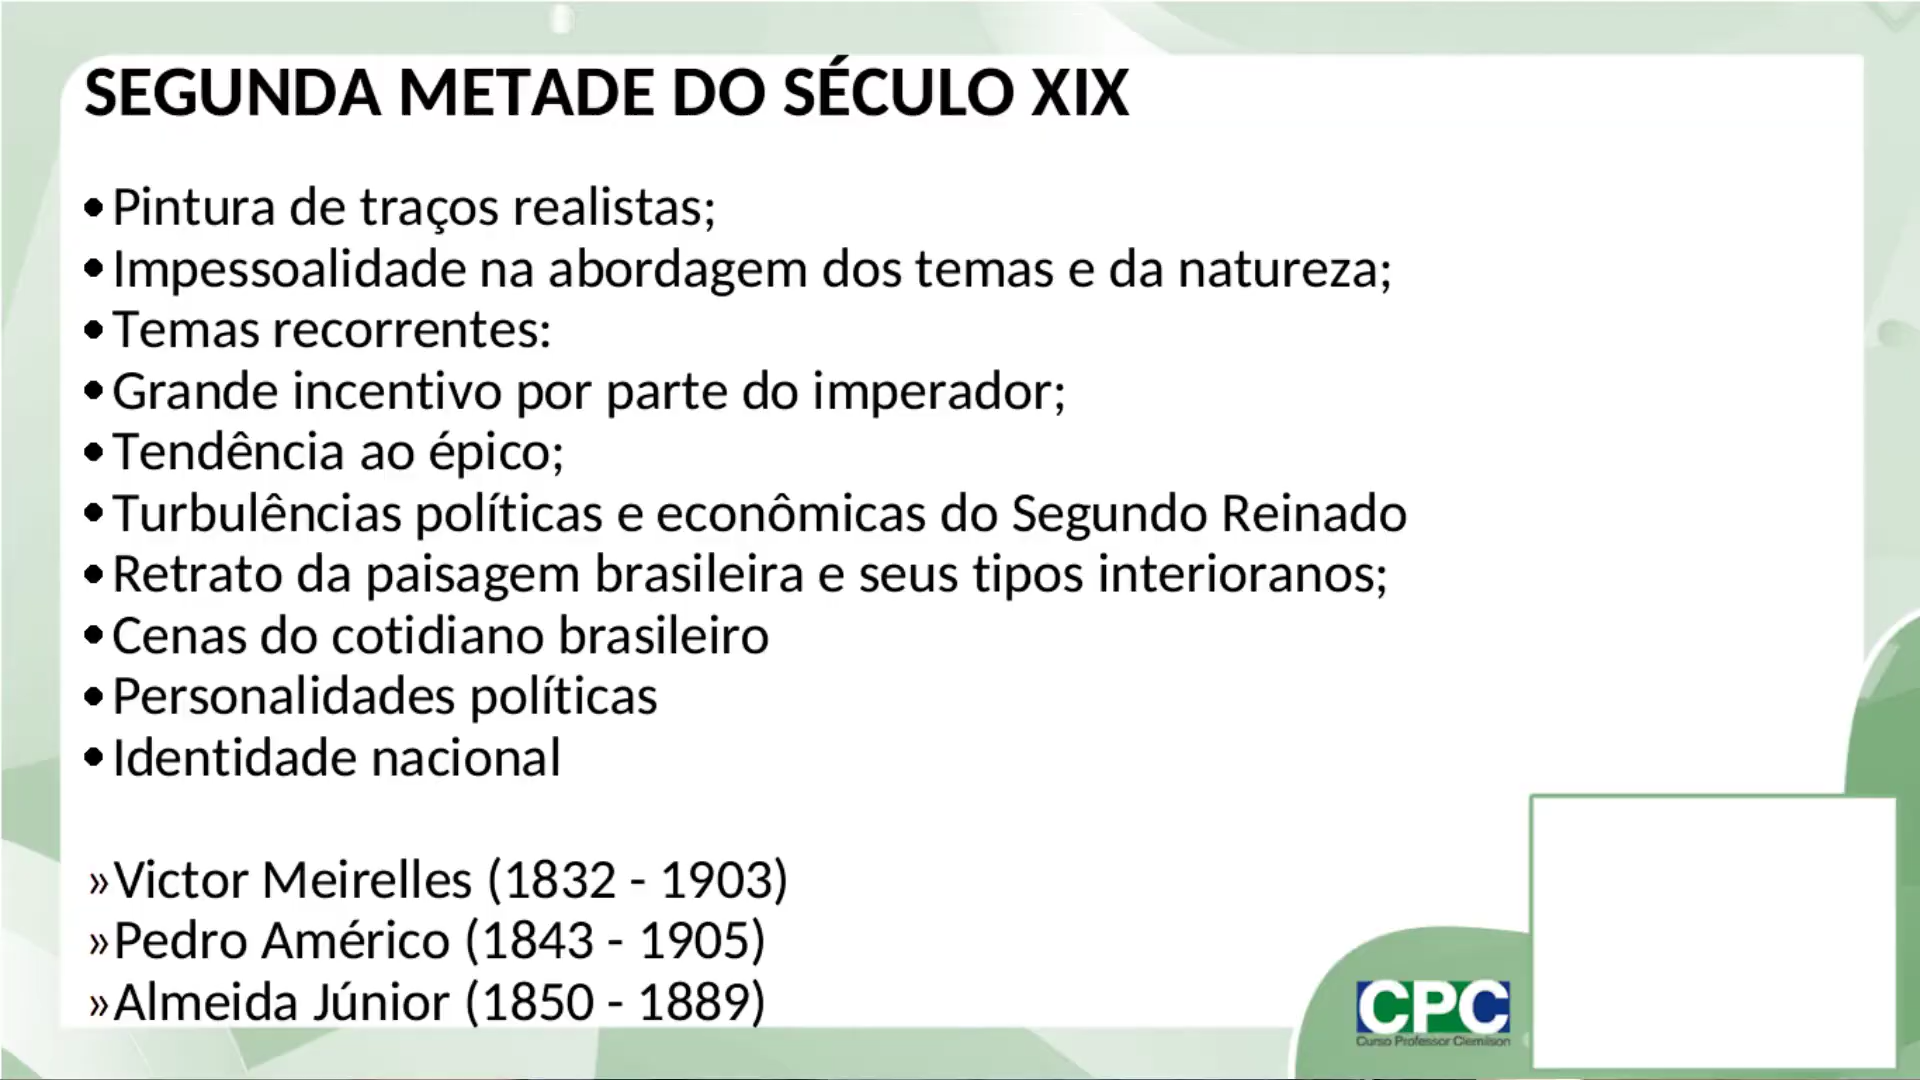 SEGUNDA METADE DO SÉCULO XIX
• Pintura de traços realistas;
• Impessoalidade na abordagem dos temas e da natureza;
• Temas recorrentes:
• Grande incentivo por parte do imperador;
• Tendência ao épico;
• Turbulências políticas e econômicas do Segundo Reinado
• Retrato da paisagem brasileira e seus tipos interioranos;
• Cenas do cotidiano brasileiro
• Personalidades políticas
• Identidade nacional
»Victor Meirelles (1832 - 1903)
»Pedro Américo (1843 - 1905)
»Almeida Júnior (1850 - 1889)
CPC
Curso Professor Clemilson